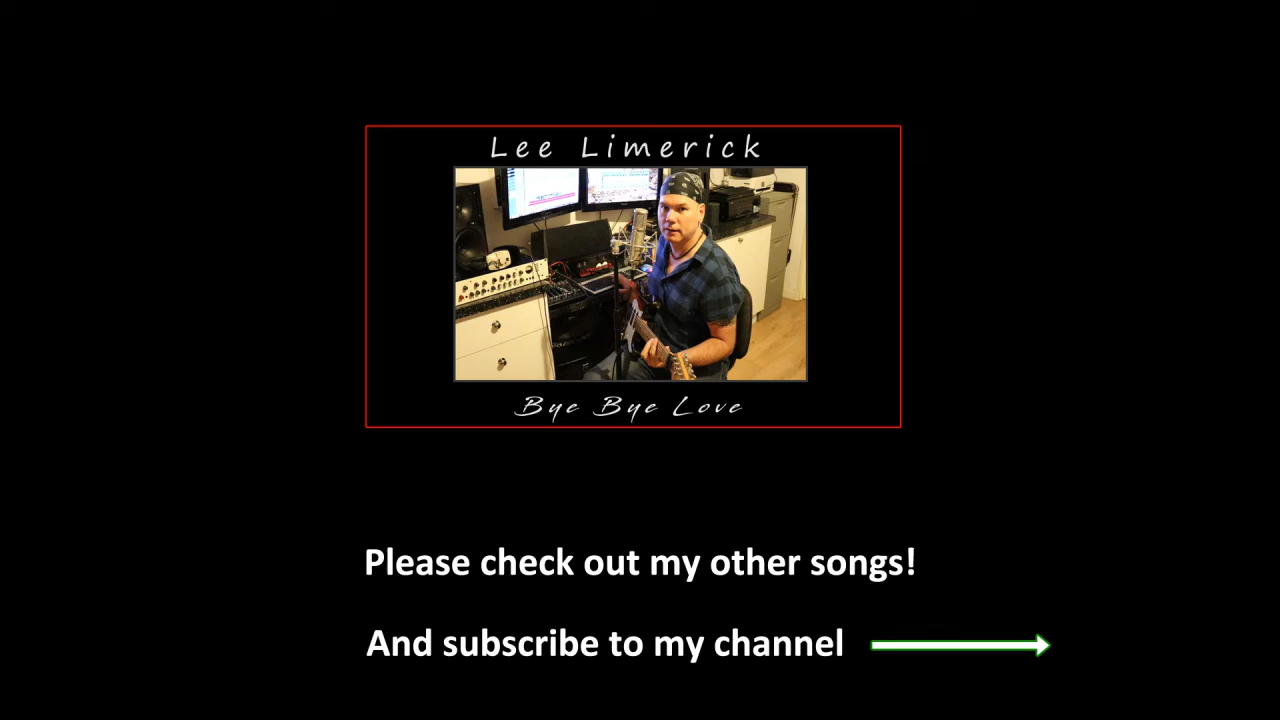 Lee Limerick
Bye Bye Love
Please check out my other songs!
And subscribe to my channel